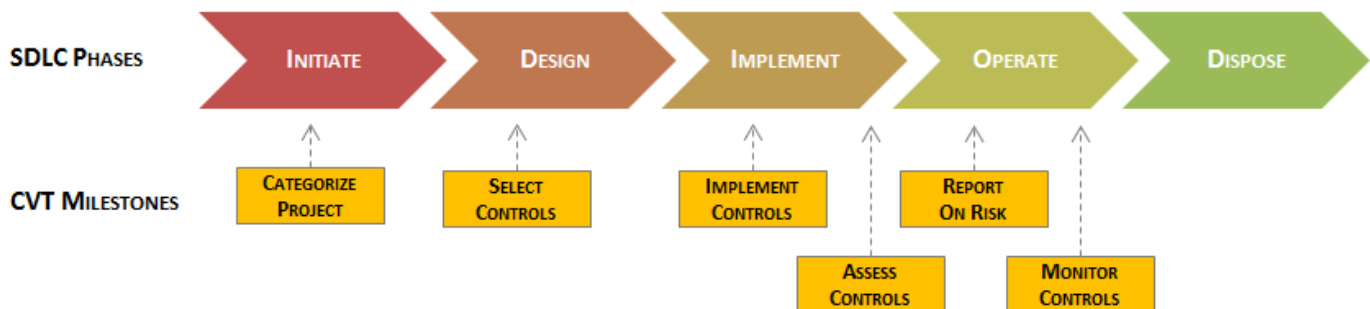 SDLC PHASES
INITIATE
DESIGN
IMPLEMENT
OPERATE
DISPOSE
CVT MILESTONES
CATEGORIZE
PROJECT
SELECT
CONTROLS
IMPLEMENT
CONTROLS
REPORT
ON RISK
ASSESS
CONTROLS
MONITOR
CONTROLS